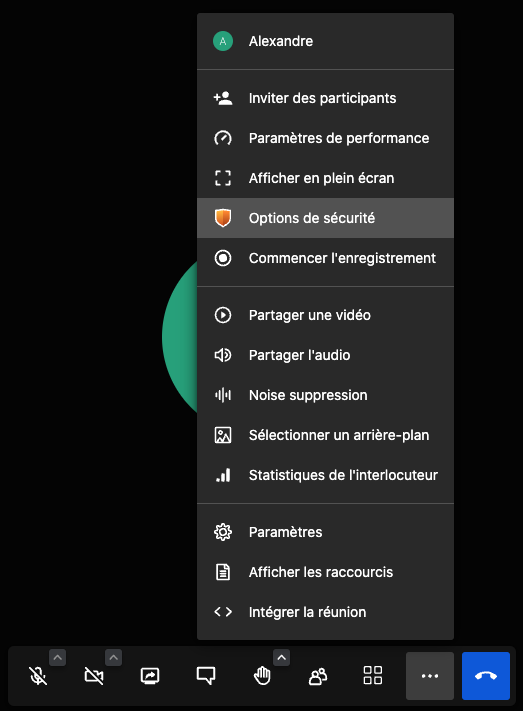 A Alexandre
Inviter des participants
Paramètres de performance
Afficher en plein écran
Options de sécurité
Commencer l'enregistrement
Partager une vidéo
Partager l'audio
Noise suppression
Sélectionner un arrière-plan
Statistiques de l'interlocuteur
Paramètres
Afficher les raccourcis
Intégrer la réunion